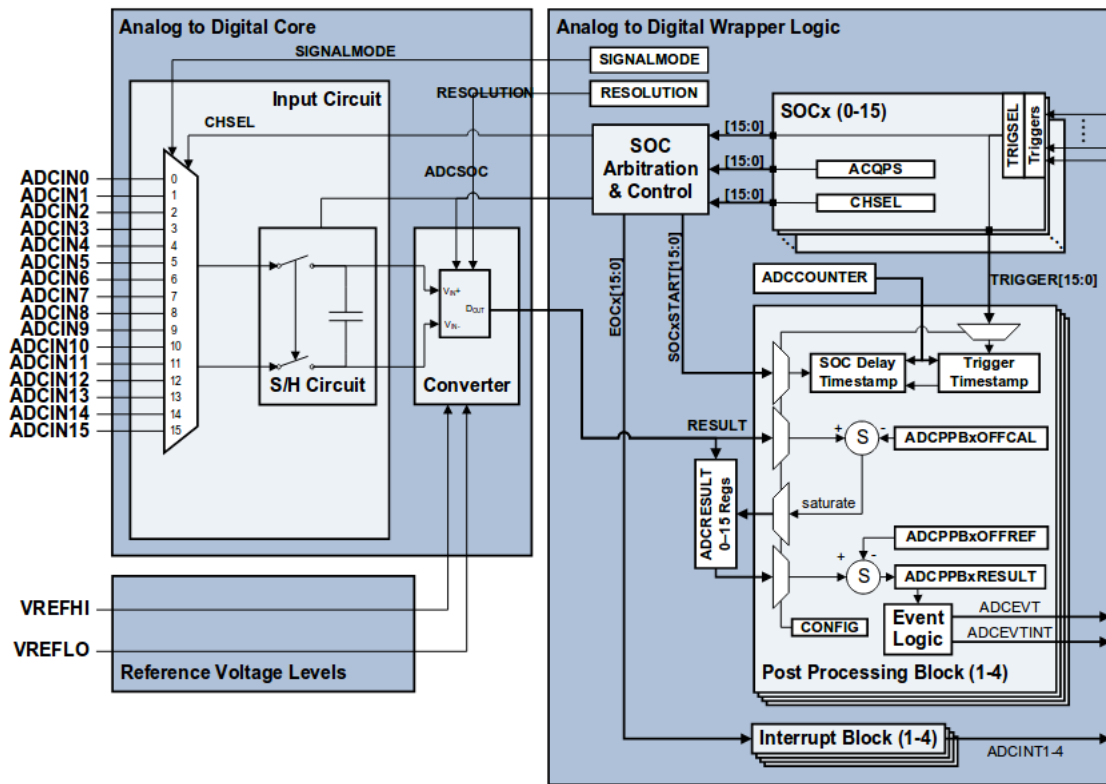 Analog to Digital Core
Analog to Digital Wrapper Logic
SIGNALMODE
SIGNALMODE
Input Circuit
RESOLUTION
RESOLUTION
SOCx (0-15)
TRIGSEL
Triggers
CHSEL
SOC
Arbitration
& Control
[15:0]
[15:0]
[15:0]
ACQPS
CHSEL
ADCSOC
ADCIN0
ADCIN1
ADCIN2
ADCIN3
ADCIN4
ADCIN5
ADCIN6
ADCIN7
ADCIN8
ADCIN9
ADCIN10
ADCIN11
ADCIN12
ADCIN13
ADCIN14
ADCIN15
0
1
2
3
4
5
6
7
8
9
10
11
12
13
14
15
S/H Circuit
VIN+
VIN-
DOUT
Converter
EOCx[15:0]
SOCxSTART[15:0]
ADCCOUNTER
TRIGGER[15:0]
SOC Delay
Timestamp
Trigger
Timestamp
RESULT
+
S
-
ADCPPBxOFFCAL
ADCRESULT
0–15 Regs
saturate
ADCPPBxOFFREF
+
-
S
ADCPPBxRESULT
CONFIG
Event
Logic
ADCEVT
ADCEVTINT
Post Processing Block (1-4)
VREFHI
VREFLO
Reference Voltage Levels
Interrupt Block (1-4)
ADCINT1-4